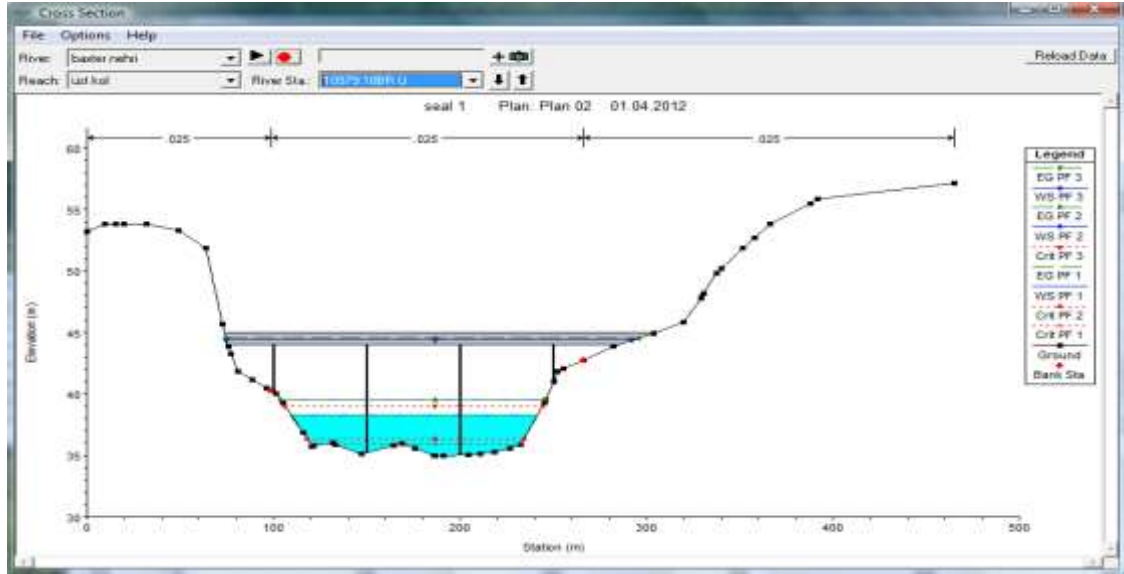 Cross Section
File Options Help
River:
Reload Data
Reach: River Sta.:
seal 1 Plan: Plan 02 01.04.2012
.025 .025 .025
Legend
EG PF 3
WS PF 3
EG PF 2
WS PF 2
Crit PF 3
EG PF 1
WS PF 1
Crit PF 2
Crit PF 1
Ground
Bank Sta
60
55
50
45
40
35
30
Elevation (m)
0 100 200 300 400 500
Station (m)